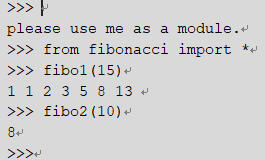 >>>
please use me as a module.
>>> from fibonacci import *
>>> fibo1(15)
1 1 2 3 5 8 13
>>> fibo2(10)
8
>>>